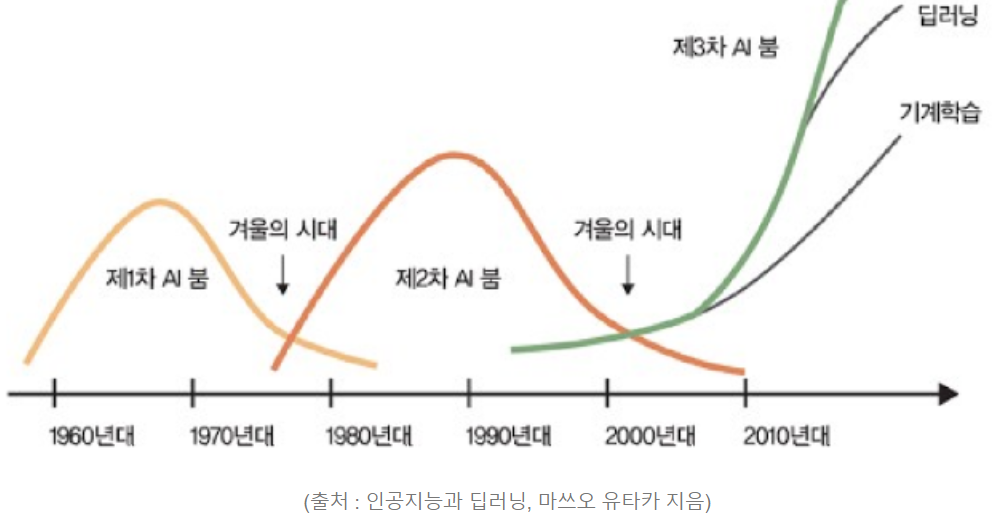 딥러닝
제3차 AI 붐
기계학습
겨울의 시대
겨울의 시대
제1차 AI 붐
제2차 AI 붐
1960년대
1970년대
1980년대
1990년대
2000년대
2010년대
(출처 : 인공지능과 딥러닝, 마쓰오 유타카 지음)